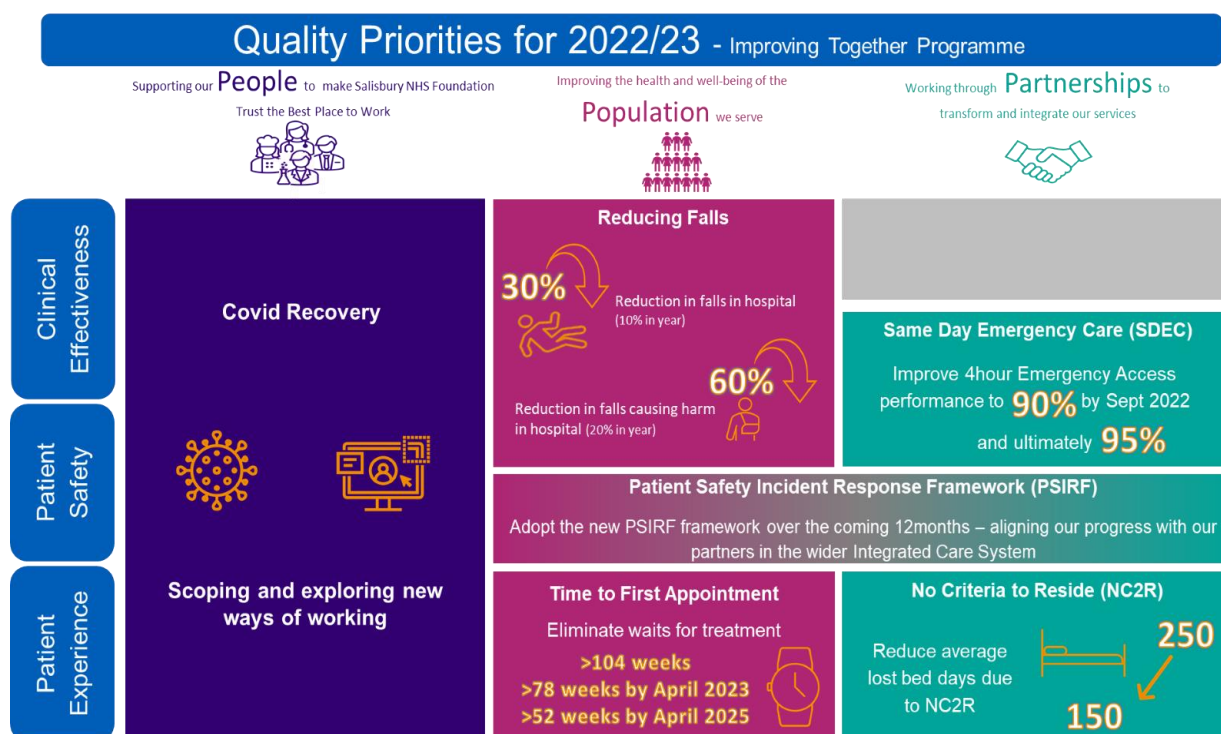 Quality Priorities for 2022/23 - Improving Together Programme
Supporting our People to make Salisbury NHS Foundation
Trust the Best Place to Work
Improving the health and well-being of the
Population we serve
Working through Partnerships to
transform and integrate our services
Clinical
Effectiveness
Patient
Safety
Patient
Experience
Covid Recovery
Scoping and exploring new
ways of working
Reducing Falls
30%
Reduction in falls in hospital
(10% in year)
60%
Reduction in falls causing harm
in hospital (20% in year)
Same Day Emergency Care (SDEC)
Improve 4hour Emergency Access
performance to 90% by Sept 2022
and ultimately 95%
Patient Safety Incident Response Framework (PSIRF)
Adopt the new PSIRF framework over the coming 12months – aligning our progress with our
partners in the wider Integrated Care System
Time to First Appointment
Eliminate waits for treatment
>104 weeks
>78 weeks by April 2023
>52 weeks by April 2025
No Criteria to Reside (NC2R)
Reduce average
lost bed days due
to NC2R
250
150